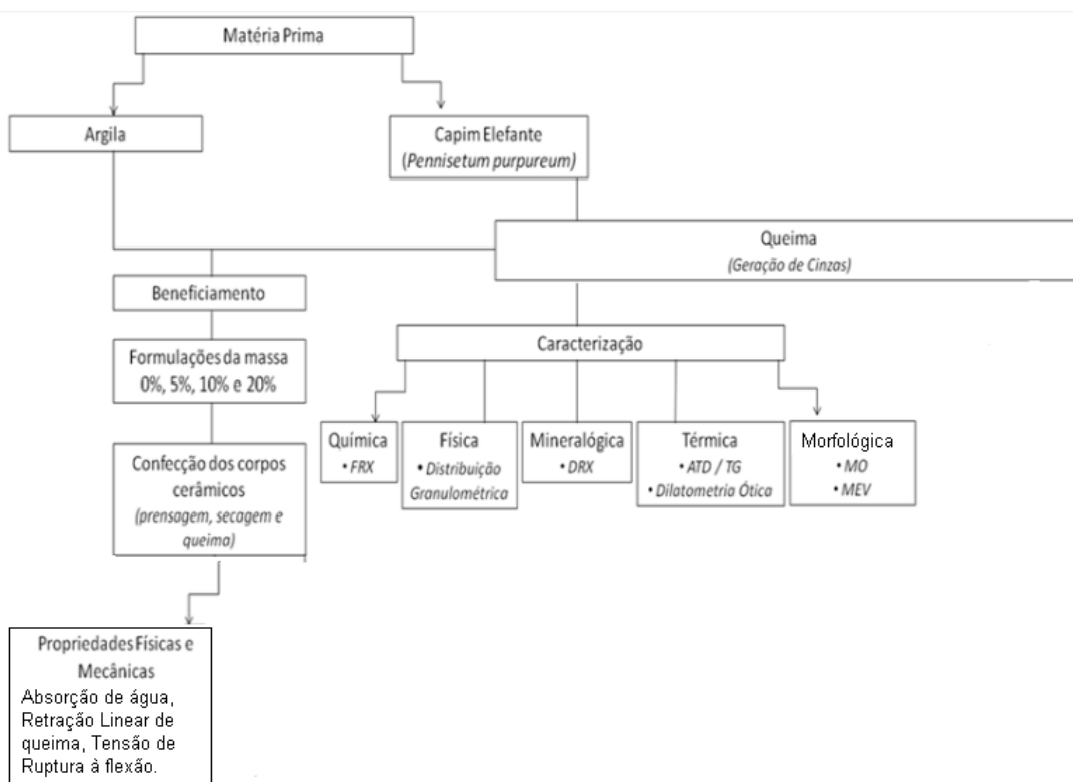 Matéria Prima
Argila
Capim Elefante
(Pennisetum purpureum)
Queima
(Geração de Cinzas)
Beneficiamento
Caracterização
Formulações da massa
0%, 5%, 10% e 20%
Química
• FRX
Física
• Distribuição
Granulométrica
Mineralógica
• DRX
Térmica
• ATD / TG
• Dilatometria Ótica
Morfológica
• MO
• MEV
Confecção dos corpos
cerâmicos
(prensagem, secagem e
queima)
Propriedades Físicas e
Mecânicas
Absorção de água,
Retração Linear de
queima, Tensão de
Ruptura à flexão.